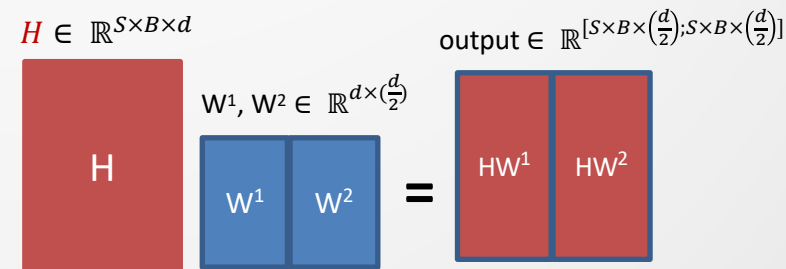 H ∈ ℝ^{S×B×d}
output ∈ ℝ^{[S×B×(d/2);S×B×(d/2)]}
W¹, W² ∈ ℝ^{d×(d/2)}
H
W¹ W² = HW¹ HW²